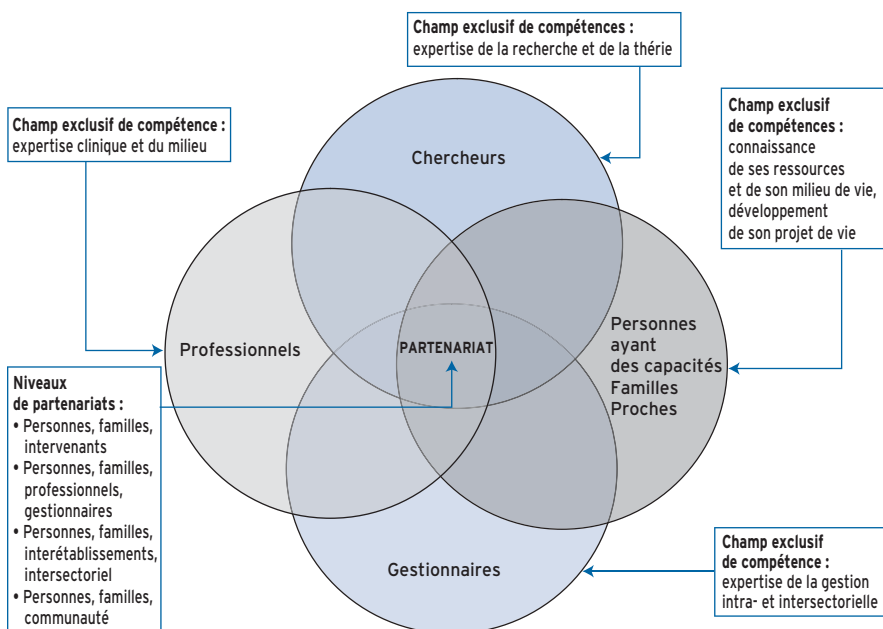 Champ exclusif de compétences :
expertise de la recherche et de la thérie
Champ exclusif de compétence :
expertise clinique et du milieu
Champ exclusif
de compétences :
connaissance
de ses ressources
et de son milieu de vie,
développement
de son projet de vie
Chercheurs
Professionnels
PARTENARIAT
Personnes
ayant
des capacités
Familles
Proches
Niveaux
de partenariats :
• Personnes, familles,
intervenants
• Personnes, familles,
professionnels,
gestionnaires
• Personnes, familles,
interétablissements,
intersectoriel
• Personnes, familles,
communauté
Gestionnaires
Champ exclusif
de compétence :
expertise de la gestion
intra- et intersectorielle